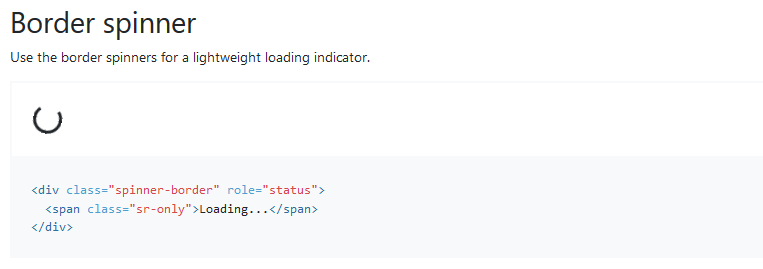 Border spinner
Use the border spinners for a lightweight loading indicator.
<div class="spinner-border" role="status">
  <span class="sr-only">Loading...</span>
</div>